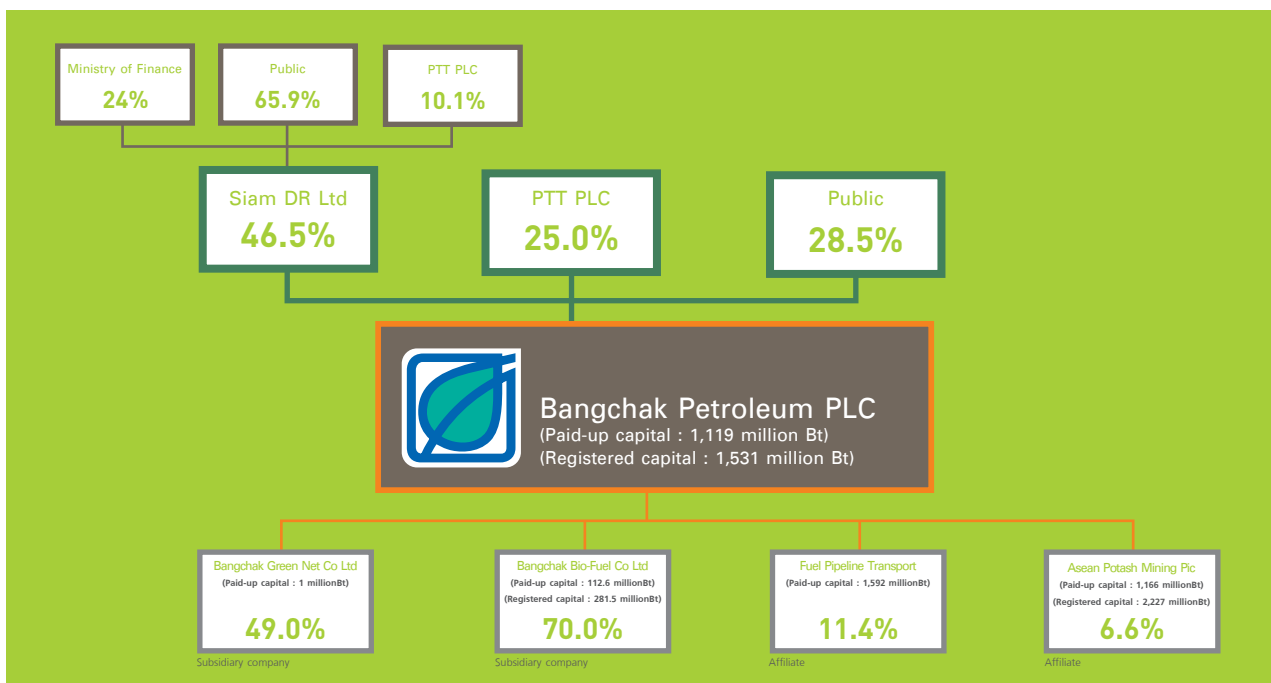 Ministry of Finance
24%
Public
65.9%
PTT PLC
10.1%
Siam DR Ltd
46.5%
PTT PLC
25.0%
Public
28.5%
Bangchak Petroleum PLC
(Paid-up capital : 1,119 million Bt)
(Registered capital : 1,531 million Bt)
Bangchak Green Net Co Ltd
(Paid-up capital : 1 millionBt)
49.0%
Subsidiary company
Bangchak Bio-Fuel Co Ltd
(Paid-up capital : 112.6 millionBt)
(Registered capital : 281.5 millionBt)
70.0%
Subsidiary company
Fuel Pipeline Transport
(Paid-up capital : 1,592 millionBt)
11.4%
Affiliate
Asean Potash Mining Plc
(Paid-up capital : 1,166 millionBt)
(Registered capital : 2,227 millionBt)
6.6%
Affiliate